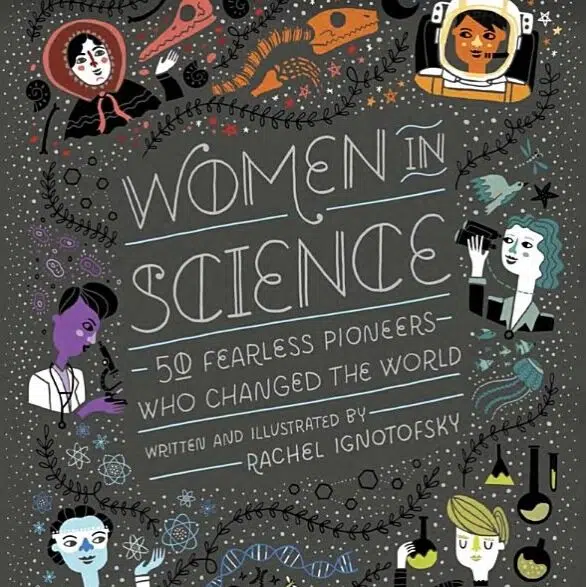 WOMEN IN
SCIENCE
50 FEARLESS PIONEERS
WHO CHANGED THE WORLD
WRITTEN AND ILLUSTRATED BY
RACHEL IGNOTOFSKY